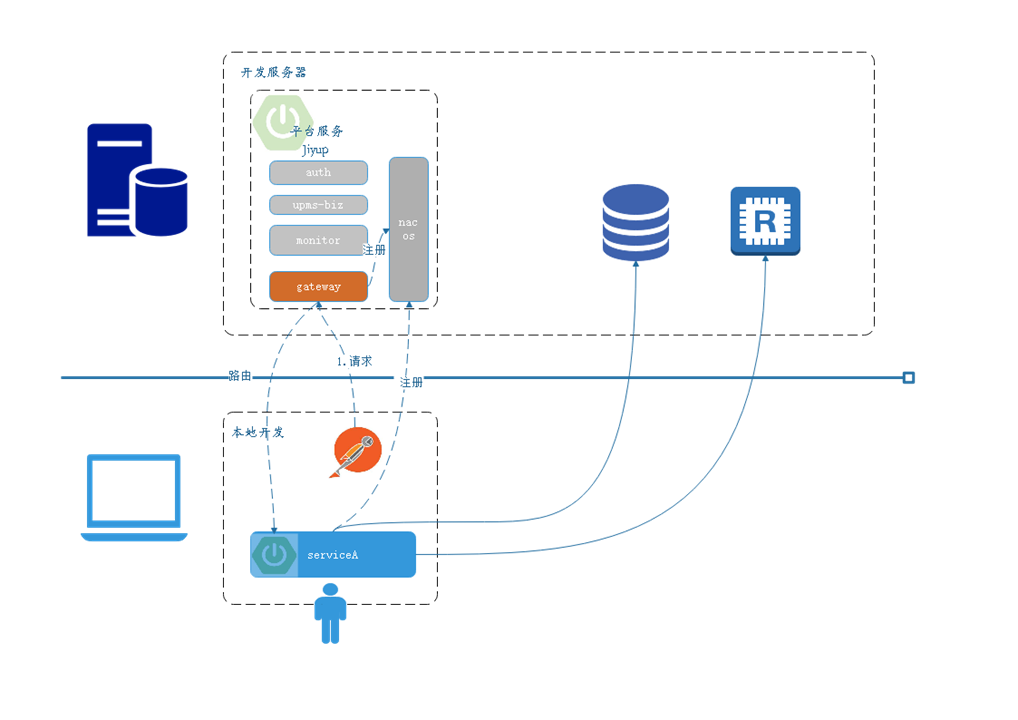 开发服务器
平台服务
Jiyup
auth
upms-biz
monitor
gateway
nac
os
注册
R
1.请求
路由
注册
本地开发
serviceA